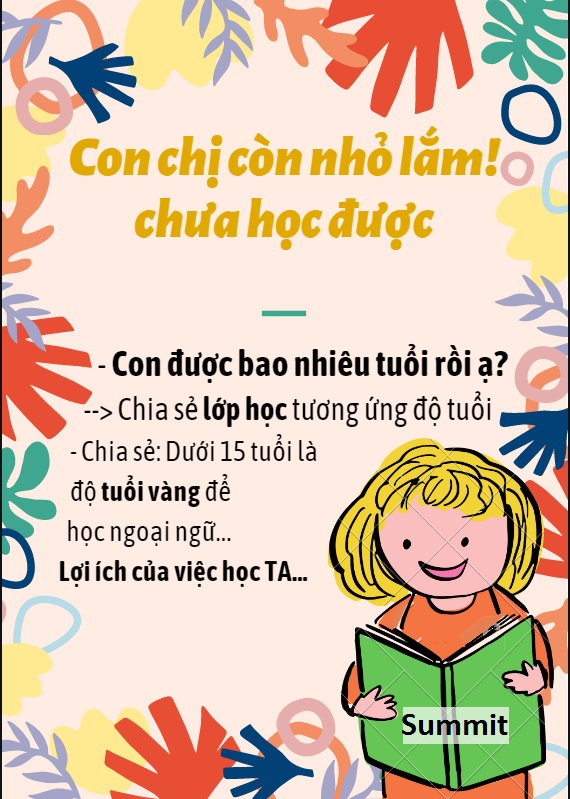 Con chị còn nhỏ lắm!
chưa học được
- Con được bao nhiêu tuổi rồi ạ?
--> Chia sẻ lớp học tương ứng độ tuổi
- Chia sẻ: Dưới 15 tuổi là
độ tuổi vàng để
học ngoại ngữ...
Lợi ích của việc học TA...
Summit